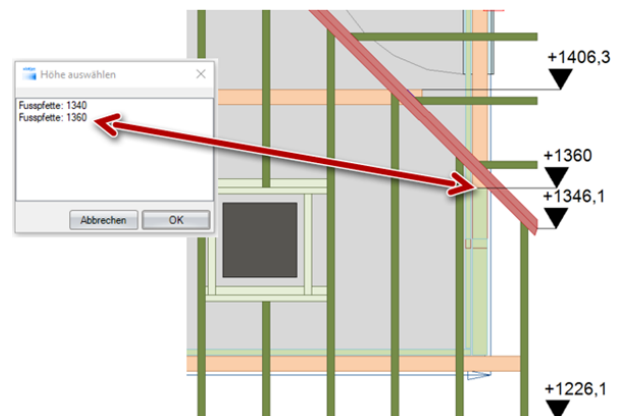 Höhe auswählen
Fusspfette: 1340
Fusspfette: 1360
Abbrechen
OK
+1406,3
+1360
+1346,1
+1226,1